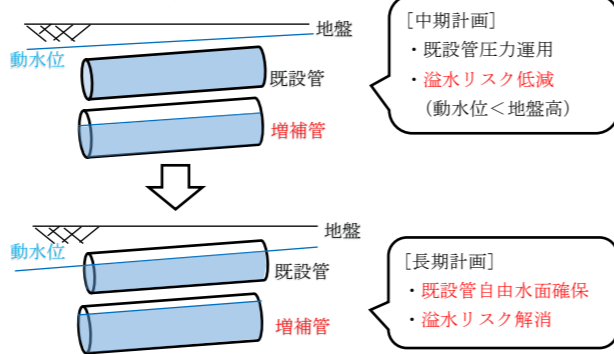 地盤
動水位
既設管
増補管
［中期計画］
・既設管圧力運用
・溢水リスク低減
（動水位＜地盤高）
地盤
動水位
既設管
増補管
［長期計画］
・既設管自由水面確保
・溢水リスク解消